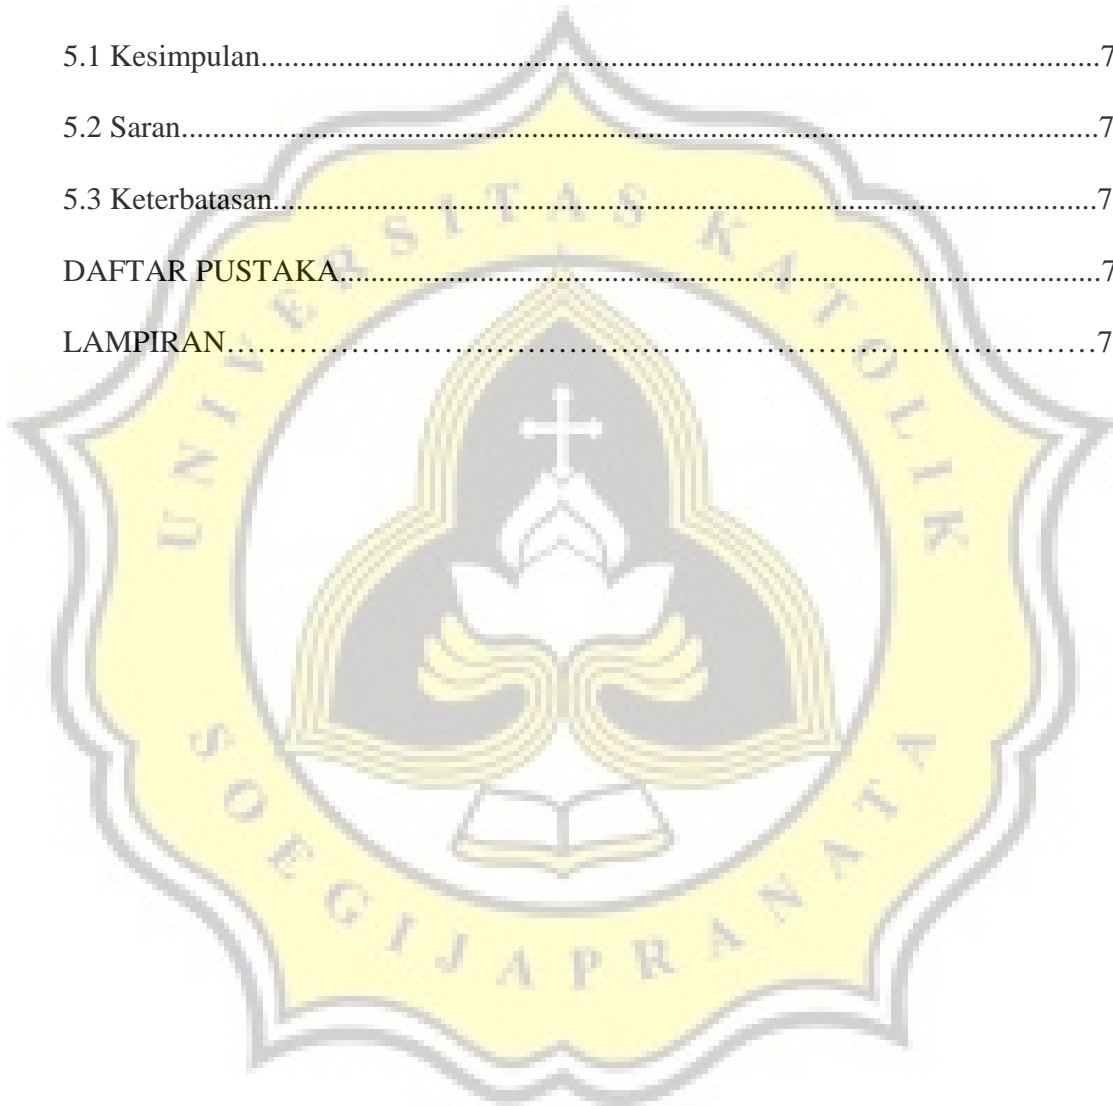 5.1 Kesimpulan....................................................................................................7
5.2 Saran..............................................................................................................7
5.3 Keterbatasan..................................................................................................7
DAFTAR PUSTAKA...........................................................................................7
LAMPIRAN…………………………………………………………………………7
UNIVERSITAS KATOLIK
SOEGIJAPRANATA